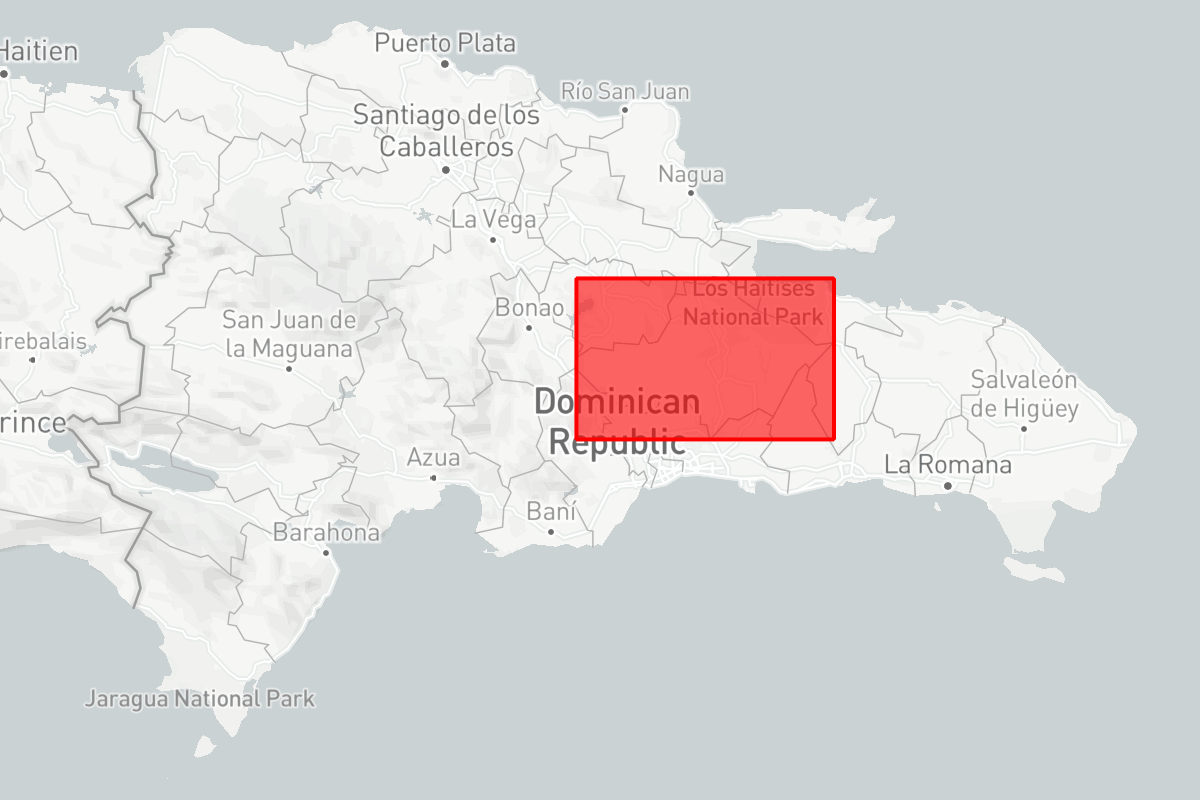 Haitien
Puerto Plata
Río San Juan
Santiago de los
Caballeros
Nagua
La Vega
Los Haitises
National Park
Bonao
San Juan de
la Maguana
irebalais
Salvaleón
de Higüey
Dominican
Republic
rince
Azua
La Romana
Baní
Barahona
Jaragua National Park